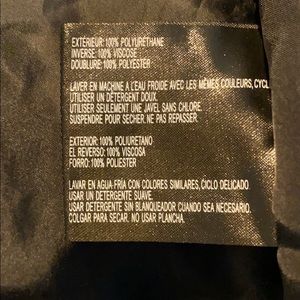 EXTÉRIEUR: 100% POLYURETHANE
INVERSE: 100% VISCOSE
DOUBLURE: 100% POLYESTER
LAVER EN MACHINE A L'EAU FROIDE AVEC LES MÊMES COULEURS, CYCL
UTILISER UN DÉTERGENT DOUX.
UTILISER SEULEMENT UNE JAVEL SANS CHLORE.
SUSPENDRE POUR SECHER. NE PAS REPASSER.
EXTERIOR: 100% POLIURETANO
EL REVERSO: 100% VISCOSA
FORRO: 100% POLIESTER
LAVAR EN AGUA FRÍA CON COLORES SIMILARES, CICLO DELICADO.
USAR UN DETERGENTE SUAVE.
USAR DETERGENTE SIN BLANQUEADOR CUANDO SEA NECESARIO.
COLGAR PARA SECAR. NO USAR PLANCHA.